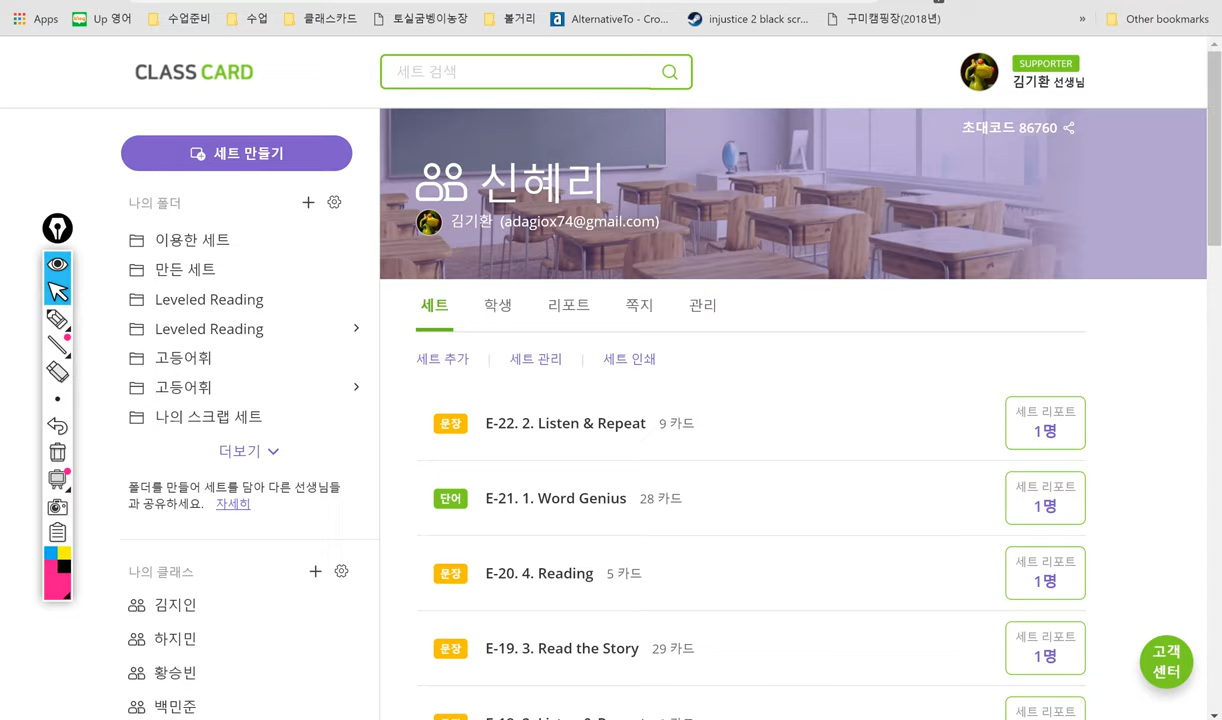 Apps
Up 영어
수업준비
수업
클래스카드
토실굼벵이농장
볼거리
AlternativeTo - Cro...
injustice 2 black scr...
구미캠핑장(2018년)
»
Other bookmarks
CLASS CARD
세트 검색
SUPPORTER
김기환 선생님
세트 만들기
초대코드 86760
신혜리
김기환 (adagiox74@gmail.com)
나의 폴더
이용한 세트
만든 세트
Leveled Reading
Leveled Reading
고등어휘
고등어휘
나의 스크랩 세트
더보기
폴더를 만들어 세트를 담아 다른 선생님들
과 공유하세요. 자세히
나의 클래스
김지인
하지민
황승빈
백민준
세트 학생 리포트 쪽지 관리
세트 추가 | 세트 관리 | 세트 인쇄
문장 E-22. 2. Listen & Repeat 9 카드
세트 리포트
1명
단어 E-21. 1. Word Genius 28 카드
세트 리포트
1명
문장 E-20. 4. Reading 5 카드
세트 리포트
1명
문장 E-19. 3. Read the Story 29 카드
세트 리포트
1명
세트 리포트
고객
센터